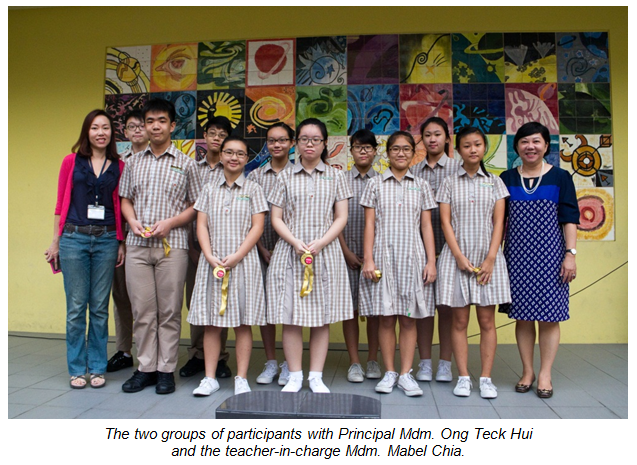 The two groups of participants with Principal Mdm. Ong Teck Hui
and the teacher-in-charge Mdm. Mabel Chia.